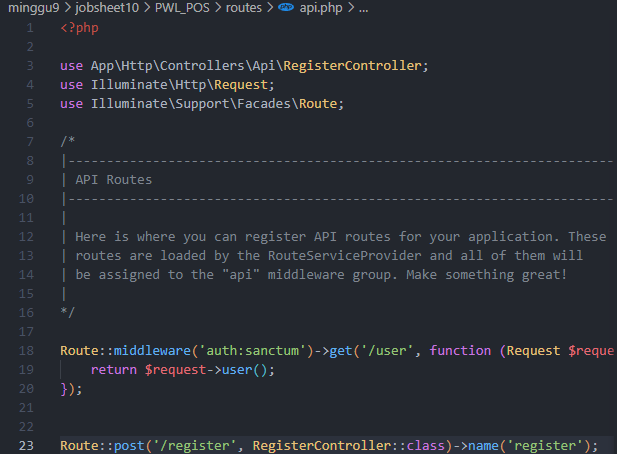 minggu9 > jobsheet10 > PWL_POS > routes > php api.php > ...
1 <?php
2
3 use App\Http\Controllers\Api\RegisterController;
4 use Illuminate\Http\Request;
5 use Illuminate\Support\Facades\Route;
6
7 /*
8 |-----------------------------------------------------------------------
9 | API Routes
10 |-----------------------------------------------------------------------
11 |
12 | Here is where you can register API routes for your application. These
13 | routes are loaded by the RouteServiceProvider and all of them will
14 | be assigned to the "api" middleware group. Make something great!
15 |
16 */
17
18 Route::middleware('auth:sanctum')->get('/user', function (Request $reque
19 return $request->user();
20 });
21
22
23 Route::post('/register', RegisterController::class)->name('register');